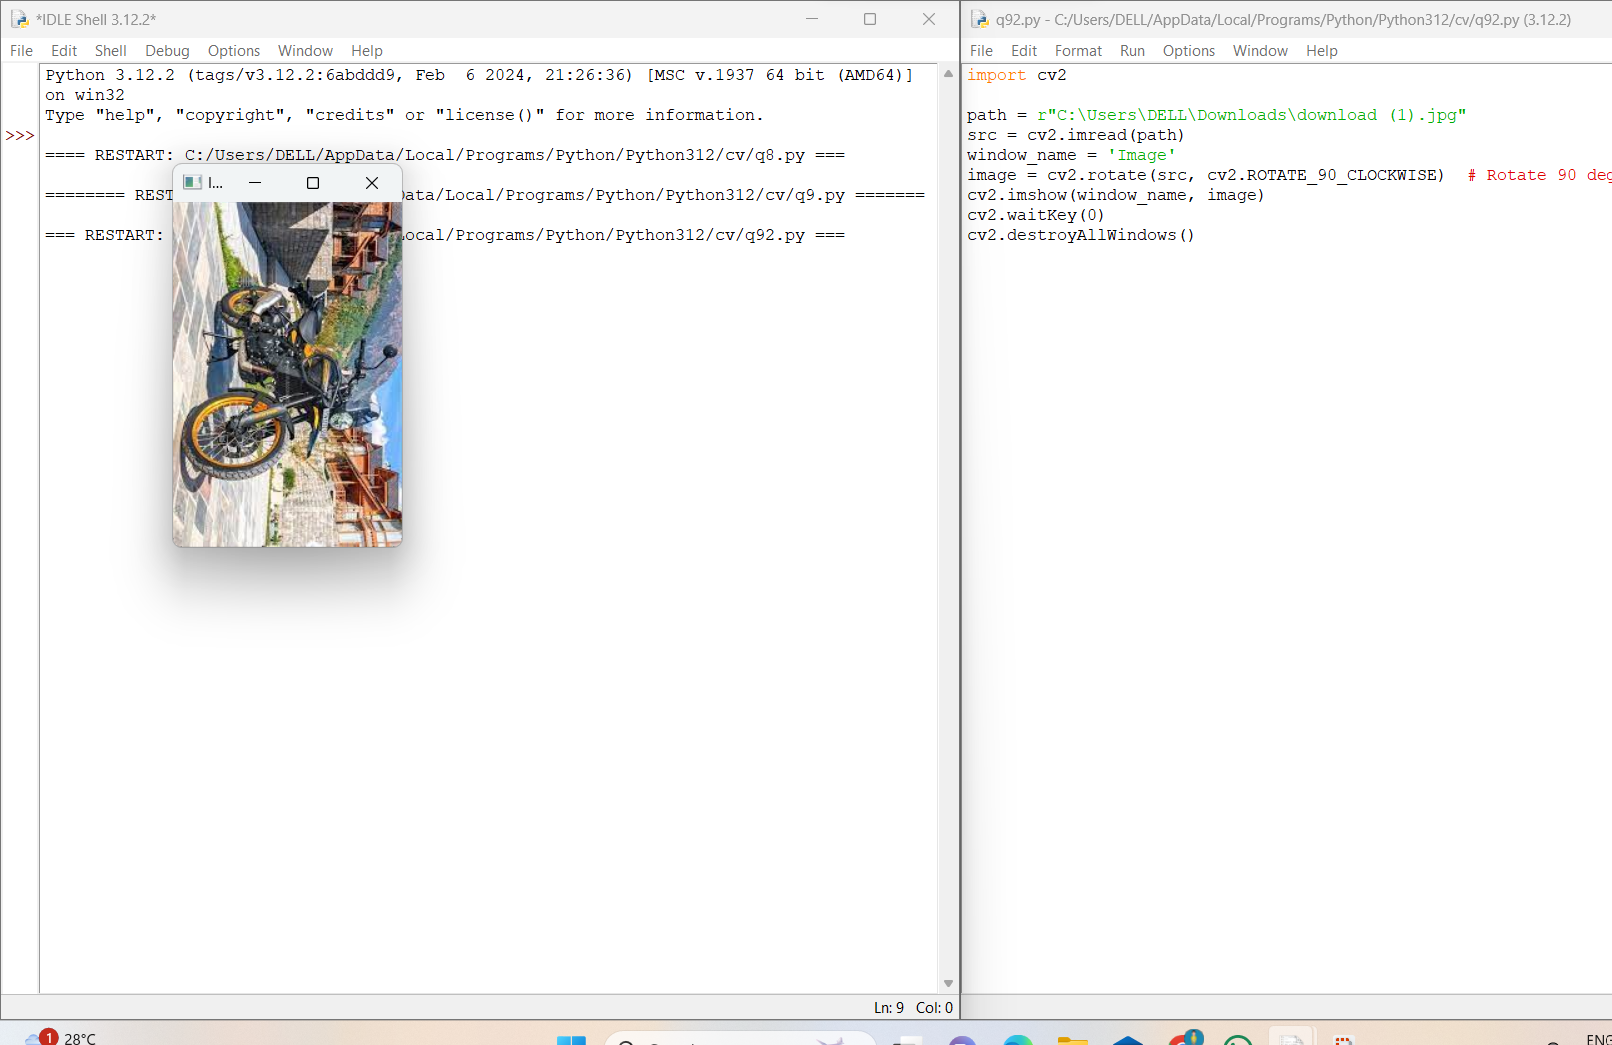 *IDLE Shell 3.12.2*
File Edit Shell Debug Options Window Help
Python 3.12.2 (tags/v3.12.2:6abddd9, Feb  6 2024, 21:26:36) [MSC v.1937 64 bit (AMD64)]
on win32
Type "help", "copyright", "credits" or "license()" for more information.
>>>
==== RESTART: C:/Users/DELL/AppData/Local/Programs/Python/Python312/cv/q8.py ===
I...
======== REST
Data/Local/Programs/Python/Python312/cv/q9.py =======
=== RESTART:
Local/Programs/Python/Python312/cv/q92.py ===
Ln: 9 Col: 0
q92.py - C:/Users/DELL/AppData/Local/Programs/Python/Python312/cv/q92.py (3.12.2)
File Edit Format Run Options Window Help
import cv2
path = r"C:\Users\DELL\Downloads\download (1).jpg"
src = cv2.imread(path)
window_name = 'Image'
image = cv2.rotate(src, cv2.ROTATE_90_CLOCKWISE)  # Rotate 90 deg
cv2.imshow(window_name, image)
cv2.waitKey(0)
cv2.destroyAllWindows()
1
28°C
ENG